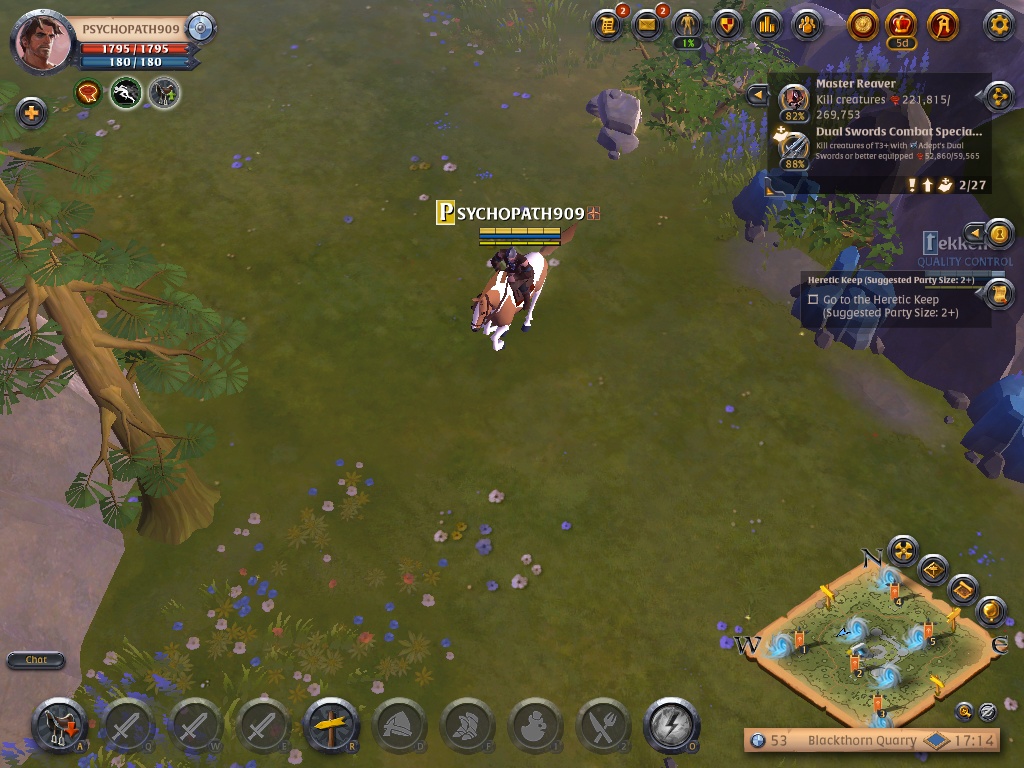 PSYCHOPATH909
1795 / 1795
180 / 180
2
2
1%
5d
Master Reaver
Kill creatures 221,815/
269,753
82%
Dual Swords Combat Specia...
Kill creatures of T3+ with Adept's Dual
Swords or better equipped 52,860/59,565
88%
2/27
PSYCHOPATH909
QUALITY CONTROL
Heretic Keep (Suggested Party Size: 2+)
Go to the Heretic Keep
(Suggested Party Size: 2+)
N
W
E
4
1
5
2
3
Chat
A
Q
W
E
R
D
F
1
2
O
53 Blackthorn Quarry 17:14